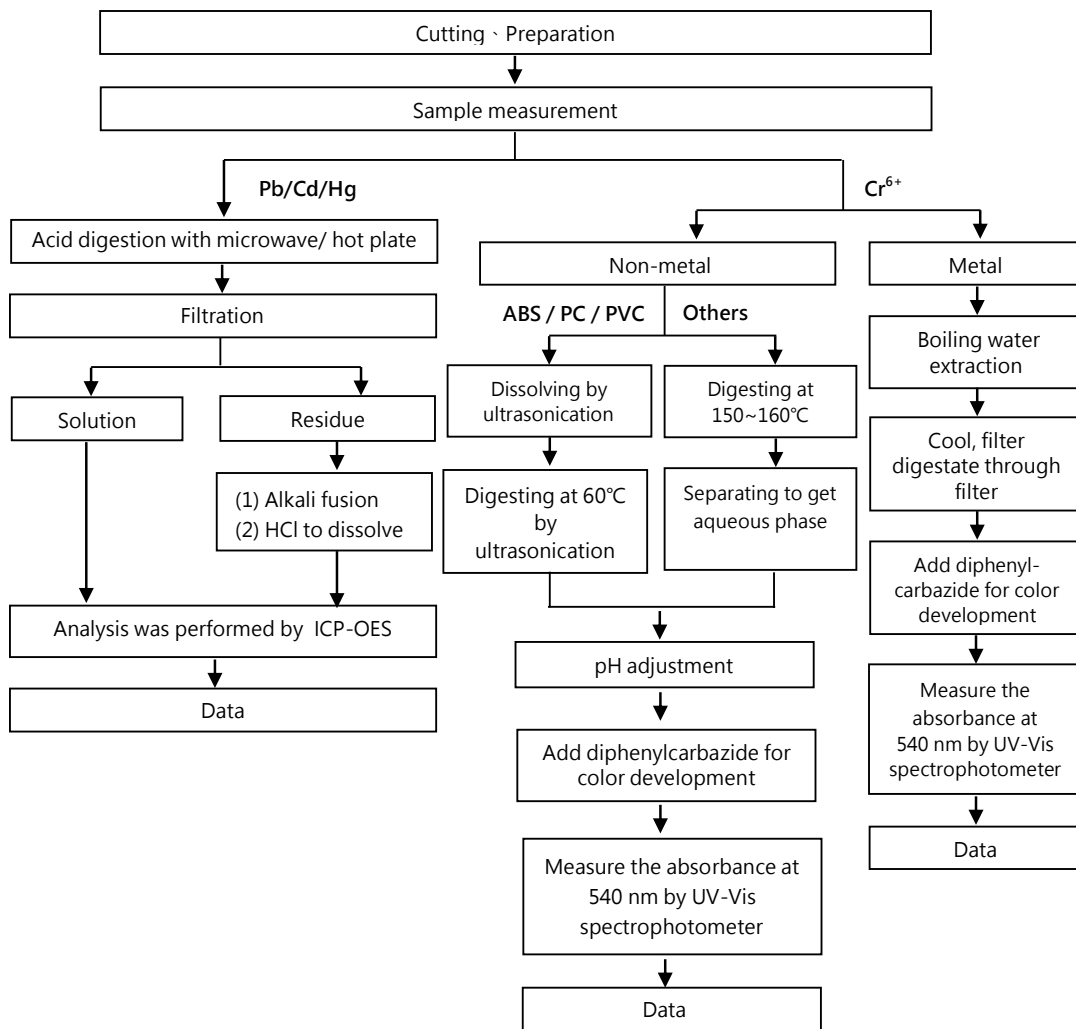 Cutting、Preparation
Sample measurement
Pb/Cd/Hg
Acid digestion with microwave/ hot plate
Filtration
Solution
Residue
(1) Alkali fusion
(2) HCl to dissolve
Analysis was performed by ICP-OES
Data
Cr⁶⁺
Non-metal
ABS / PC / PVC
Others
Dissolving by
ultrasonication
Digesting at 60℃
by
ultrasonication
Digesting at
150~160℃
Separating to get
aqueous phase
pH adjustment
Add diphenylcarbazide for
color development
Measure the absorbance at
540 nm by UV-Vis
spectrophotometer
Data
Metal
Boiling water
extraction
Cool, filter
digestate through
filter
Add diphenyl-
carbazide for color
development
Measure the
absorbance at
540 nm by UV-Vis
spectrophotometer
Data